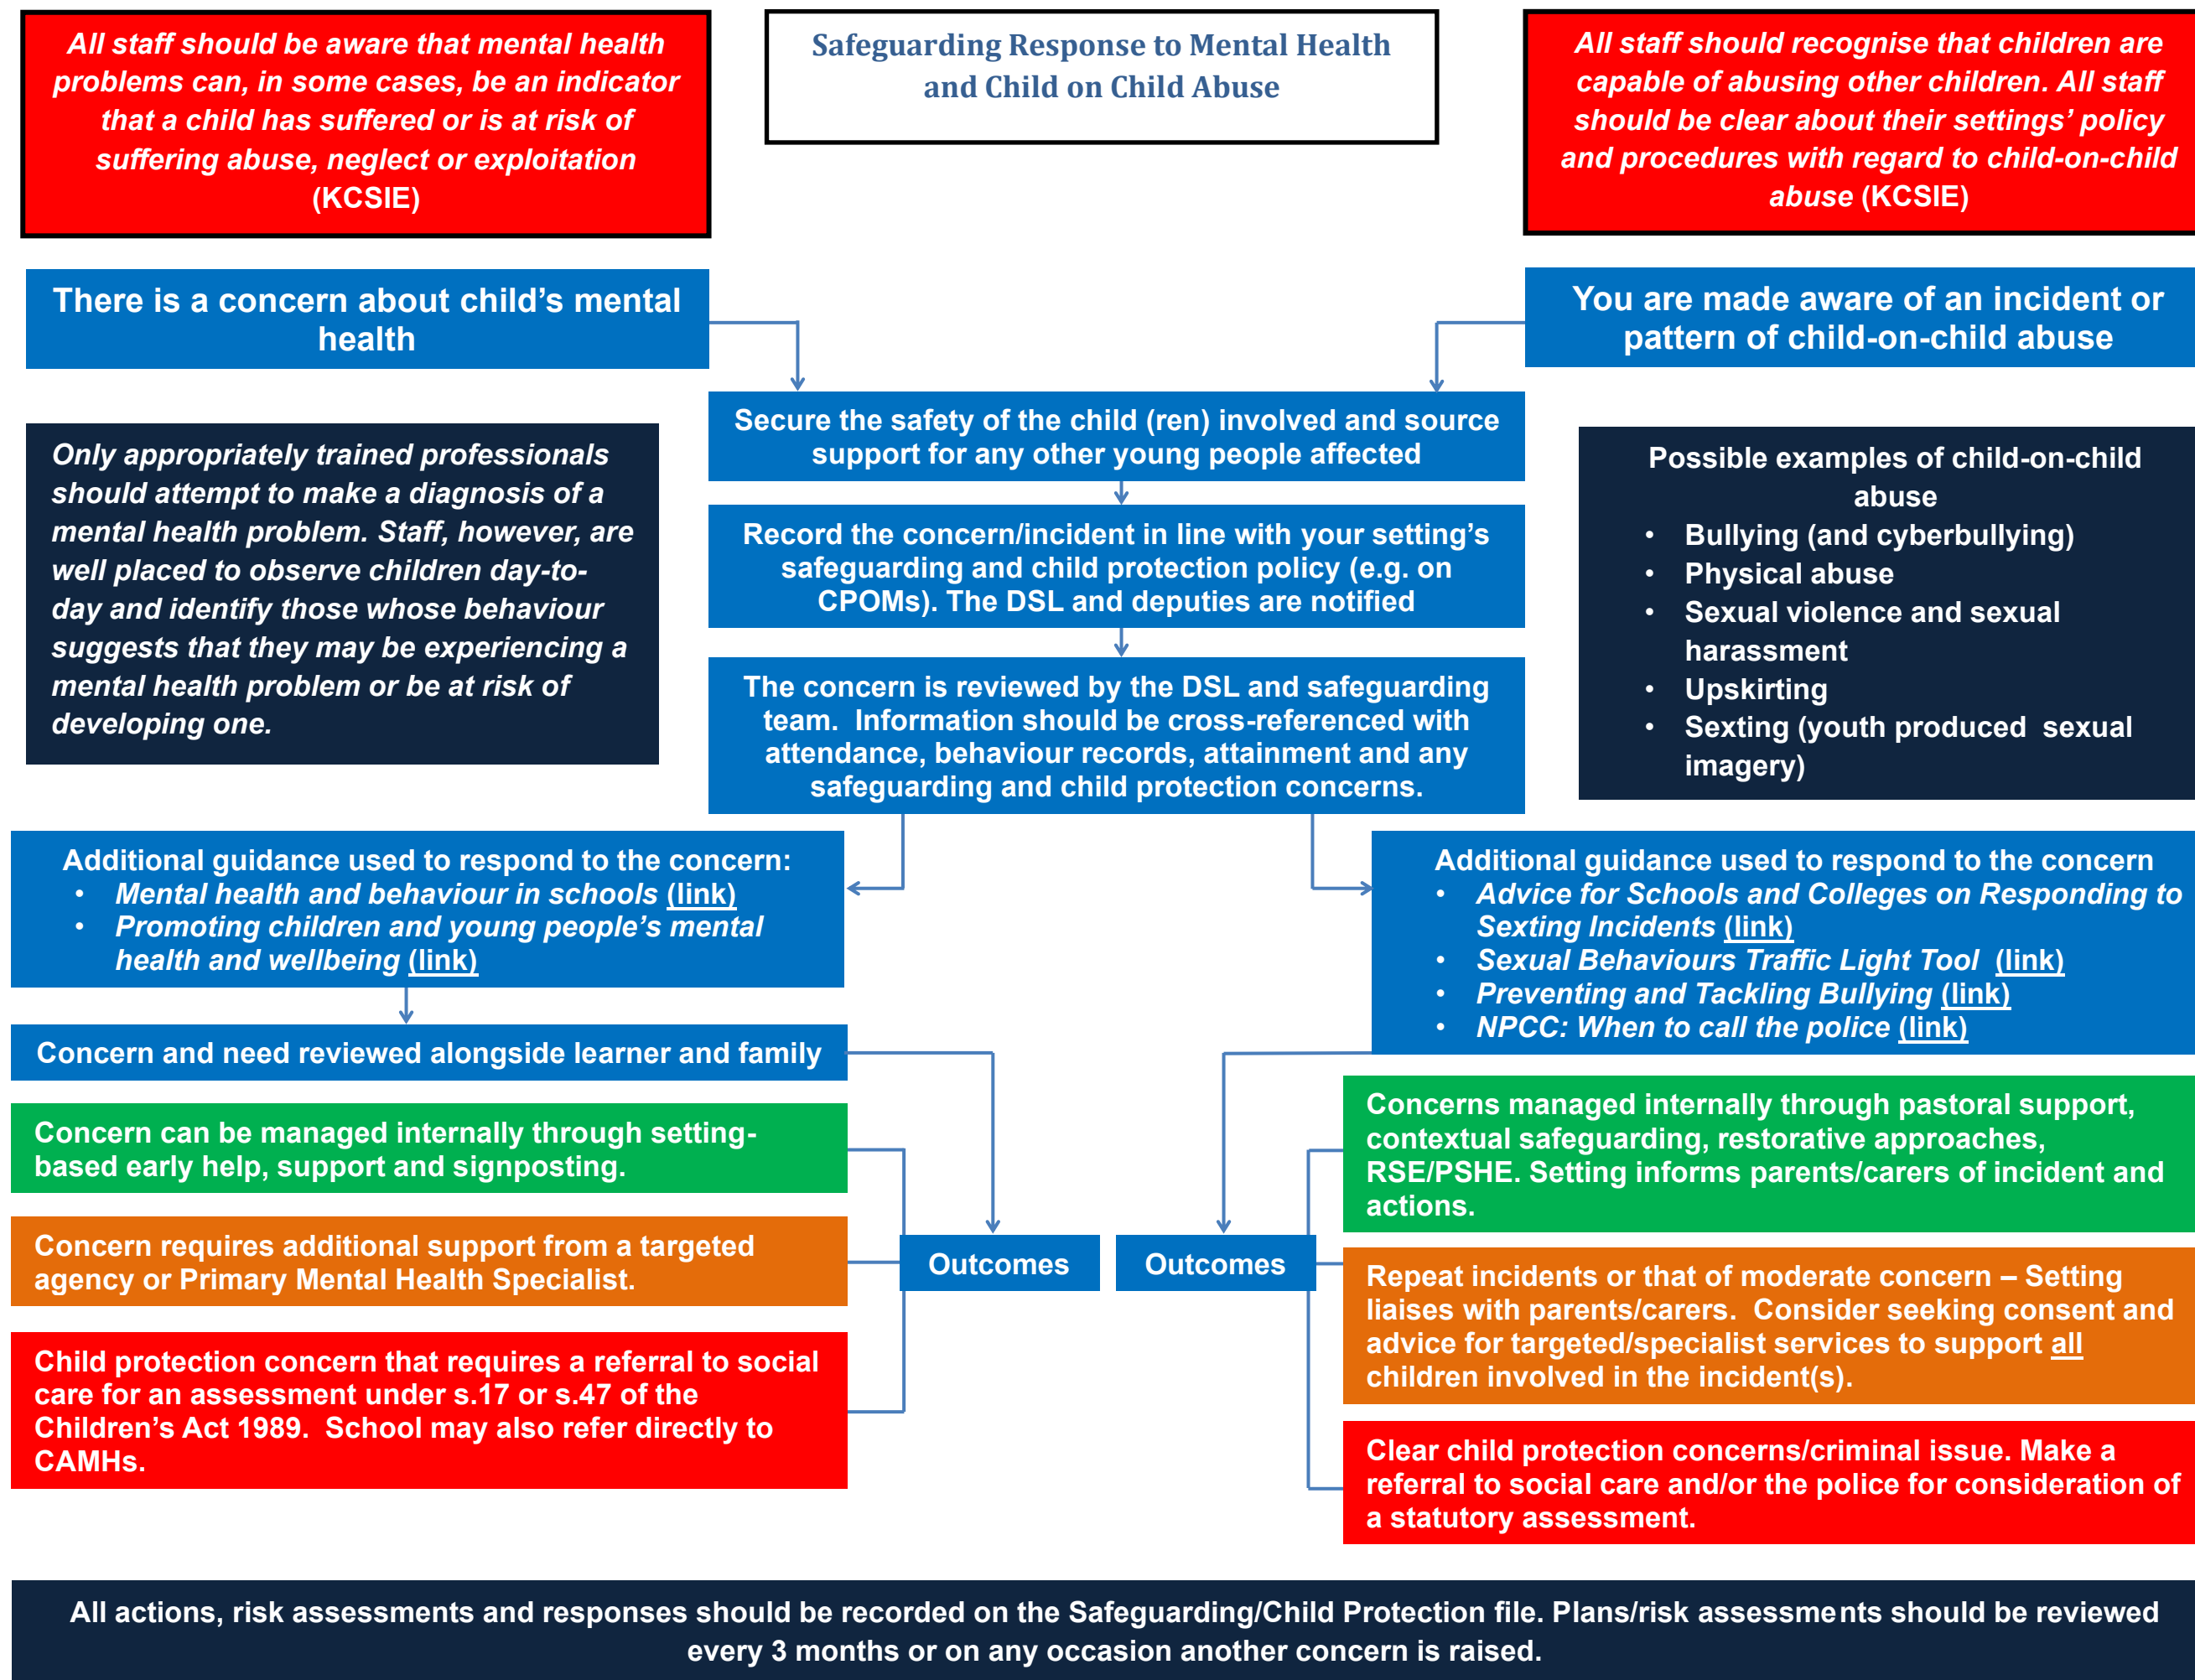 All staff should be aware that mental health
problems can, in some cases, be an indicator
that a child has suffered or is at risk of
suffering abuse, neglect or exploitation
(KCSIE)
Safeguarding Response to Mental Health
and Child on Child Abuse
All staff should recognise that children are
capable of abusing other children. All staff
should be clear about their settings’ policy
and procedures with regard to child-on-child
abuse (KCSIE)
There is a concern about child’s mental
health
You are made aware of an incident or
pattern of child-on-child abuse
Secure the safety of the child (ren) involved and source
support for any other young people affected
Only appropriately trained professionals
should attempt to make a diagnosis of a
mental health problem. Staff, however, are
well placed to observe children day-to-
day and identify those whose behaviour
suggests that they may be experiencing a
mental health problem or be at risk of
developing one.
Record the concern/incident in line with your setting’s
safeguarding and child protection policy (e.g. on
CPOMs). The DSL and deputies are notified
Possible examples of child-on-child
abuse
• Bullying (and cyberbullying)
• Physical abuse
• Sexual violence and sexual
harassment
• Upskirting
• Sexting (youth produced sexual
imagery)
The concern is reviewed by the DSL and safeguarding
team. Information should be cross-referenced with
attendance, behaviour records, attainment and any
safeguarding and child protection concerns.
Additional guidance used to respond to the concern:
• Mental health and behaviour in schools (link)
• Promoting children and young people’s mental
health and wellbeing (link)
Additional guidance used to respond to the concern
• Advice for Schools and Colleges on Responding to
Sexting Incidents (link)
• Sexual Behaviours Traffic Light Tool (link)
• Preventing and Tackling Bullying (link)
• NPCC: When to call the police (link)
Concern and need reviewed alongside learner and family
Concern can be managed internally through setting-
based early help, support and signposting.
Concern requires additional support from a targeted
agency or Primary Mental Health Specialist.
Child protection concern that requires a referral to social
care for an assessment under s.17 or s.47 of the
Children’s Act 1989. School may also refer directly to
CAMHs.
Outcomes
Outcomes
Concerns managed internally through pastoral support,
contextual safeguarding, restorative approaches,
RSE/PSHE. Setting informs parents/carers of incident and
actions.
Repeat incidents or that of moderate concern – Setting
liaises with parents/carers. Consider seeking consent and
advice for targeted/specialist services to support all
children involved in the incident(s).
Clear child protection concerns/criminal issue. Make a
referral to social care and/or the police for consideration of
a statutory assessment.
All actions, risk assessments and responses should be recorded on the Safeguarding/Child Protection file. Plans/risk assessments should be reviewed
every 3 months or on any occasion another concern is raised.